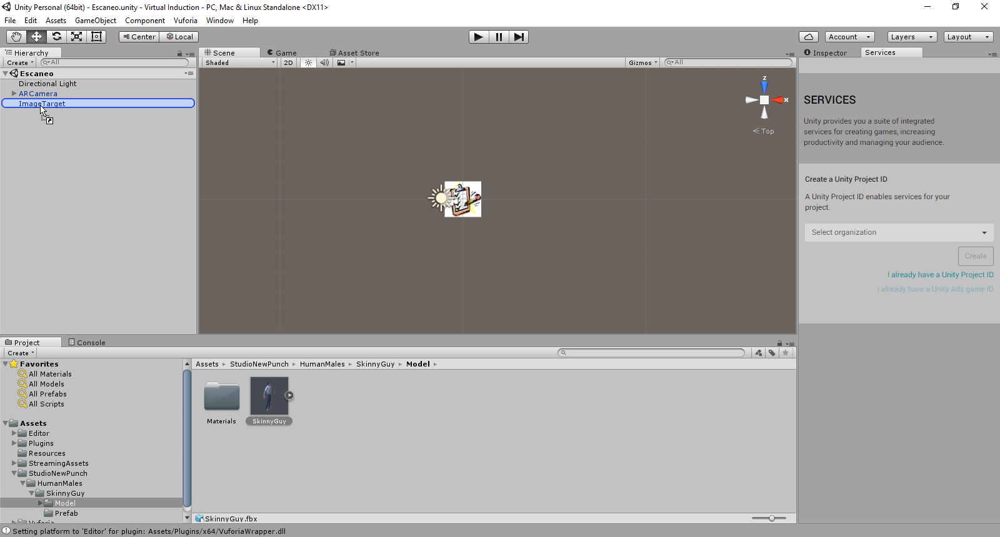 Unity Personal (64bit) - Escaneo.unity - Virtual Induction - PC, Mac & Linux Standalone <DX11>
File Edit Assets GameObject Component Vuforia Window Help
Center Local Account Layers Layout
Hierarchy
Create All
Escaneo
Directional Light
ARCamera
ImageTarget
Scene Game Asset Store
Shaded 2D Gizmos All
z
x
Top
Inspector Services
SERVICES
Unity provides you a suite of integrated
services for creating games, increasing
productivity and managing your audience.
Create a Unity Project ID
A Unity Project ID enables services for your
project.
Select organization
Create
I already have a Unity Project ID
I already have a Unity Ads game ID
Project Console
Create
Favorites
All Materials
All Models
All Prefabs
All Scripts
Assets
Editor
Plugins
Resources
StreamingAssets
StudioNewPunch
HumanMales
SkinnyGuy
Model
Prefab
Vuforia
Assets StudioNewPunch HumanMales SkinnyGuy Model
Materials SkinnyGuy
SkinnyGuy.fbx
Setting platform to 'Editor' for plugin: Assets/Plugins/x64/VuforiaWrapper.dll